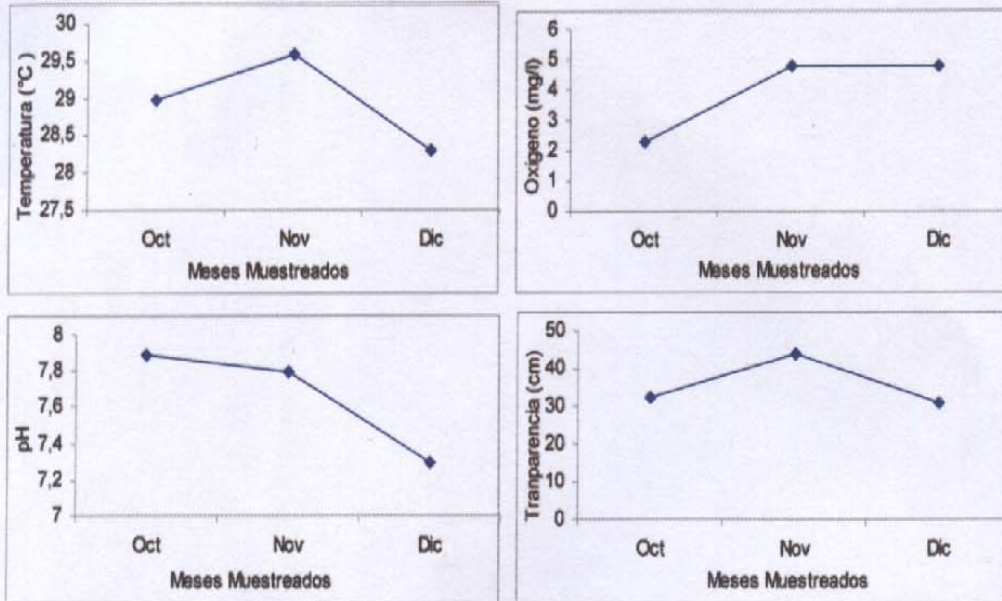 Temperatura (°C )
30
29,5
29
28,5
28
27,5
Oct Nov Dic
Meses Muestreados
Oxigeno (mg/l)
6
5
4
3
2
1
0
Oct Nov Dic
Meses Muestreados
pH
8
7,8
7,6
7,4
7,2
7
Oct Nov Dic
Meses Muestreados
Tranparencia (cm)
50
40
30
20
10
0
Oct Nov Dic
Meses Muestreados